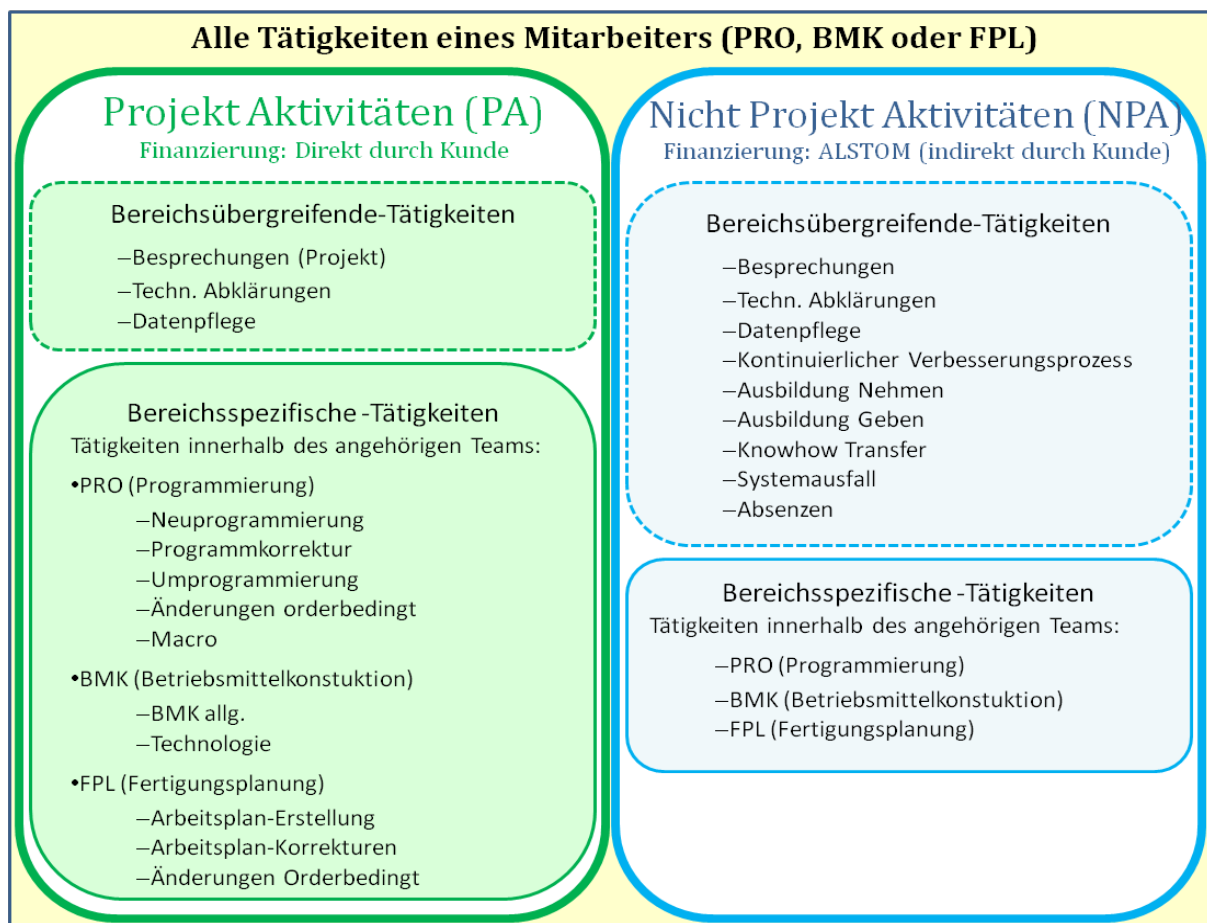 Alle Tätigkeiten eines Mitarbeiters (PRO, BMK oder FPL)
Projekt Aktivitäten (PA)
Finanzierung: Direkt durch Kunde
Bereichsübergreifende-Tätigkeiten
–Besprechungen (Projekt)
–Techn. Abklärungen
–Datenpflege
Bereichsspezifische -Tätigkeiten
Tätigkeiten innerhalb des angehörigen Teams:
•PRO (Programmierung)
–Neuprogrammierung
–Programmkorrektur
–Umprogrammierung
–Änderungen orderbedingt
–Macro
•BMK (Betriebsmittelkonstuktion)
–BMK allg.
–Technologie
•FPL (Fertigungsplanung)
–Arbeitsplan-Erstellung
–Arbeitsplan-Korrekturen
–Änderungen Orderbedingt
Nicht Projekt Aktivitäten (NPA)
Finanzierung: ALSTOM (indirekt durch Kunde)
Bereichsübergreifende-Tätigkeiten
–Besprechungen
–Techn. Abklärungen
–Datenpflege
–Kontinuierlicher Verbesserungsprozess
–Ausbildung Nehmen
–Ausbildung Geben
–Knowhow Transfer
–Systemausfall
–Absenzen
Bereichsspezifische -Tätigkeiten
Tätigkeiten innerhalb des angehörigen Teams:
–PRO (Programmierung)
–BMK (Betriebsmittelkonstuktion)
–FPL (Fertigungsplanung)